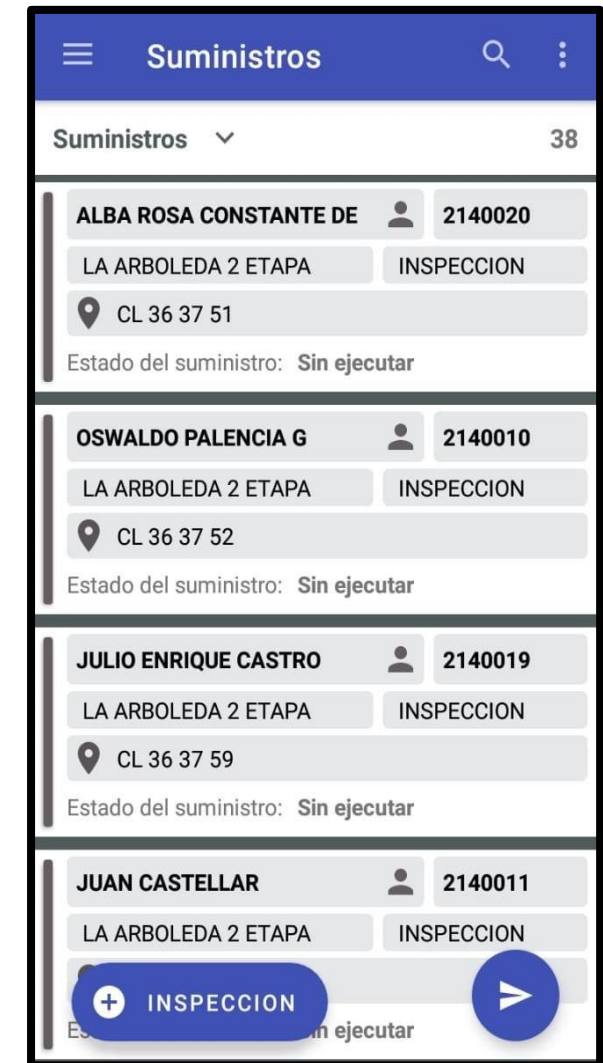 Suministros
Suministros 38
ALBA ROSA CONSTANTE DE 2140020
LA ARBOLEDA 2 ETAPA INSPECCION
CL 36 37 51
Estado del suministro: Sin ejecutar
OSWALDO PALENCIA G 2140010
LA ARBOLEDA 2 ETAPA INSPECCION
CL 36 37 52
Estado del suministro: Sin ejecutar
JULIO ENRIQUE CASTRO 2140019
LA ARBOLEDA 2 ETAPA INSPECCION
CL 36 37 59
Estado del suministro: Sin ejecutar
JUAN CASTELLAR 2140011
LA ARBOLEDA 2 ETAPA INSPECCION
INSPECCION
ejecutar